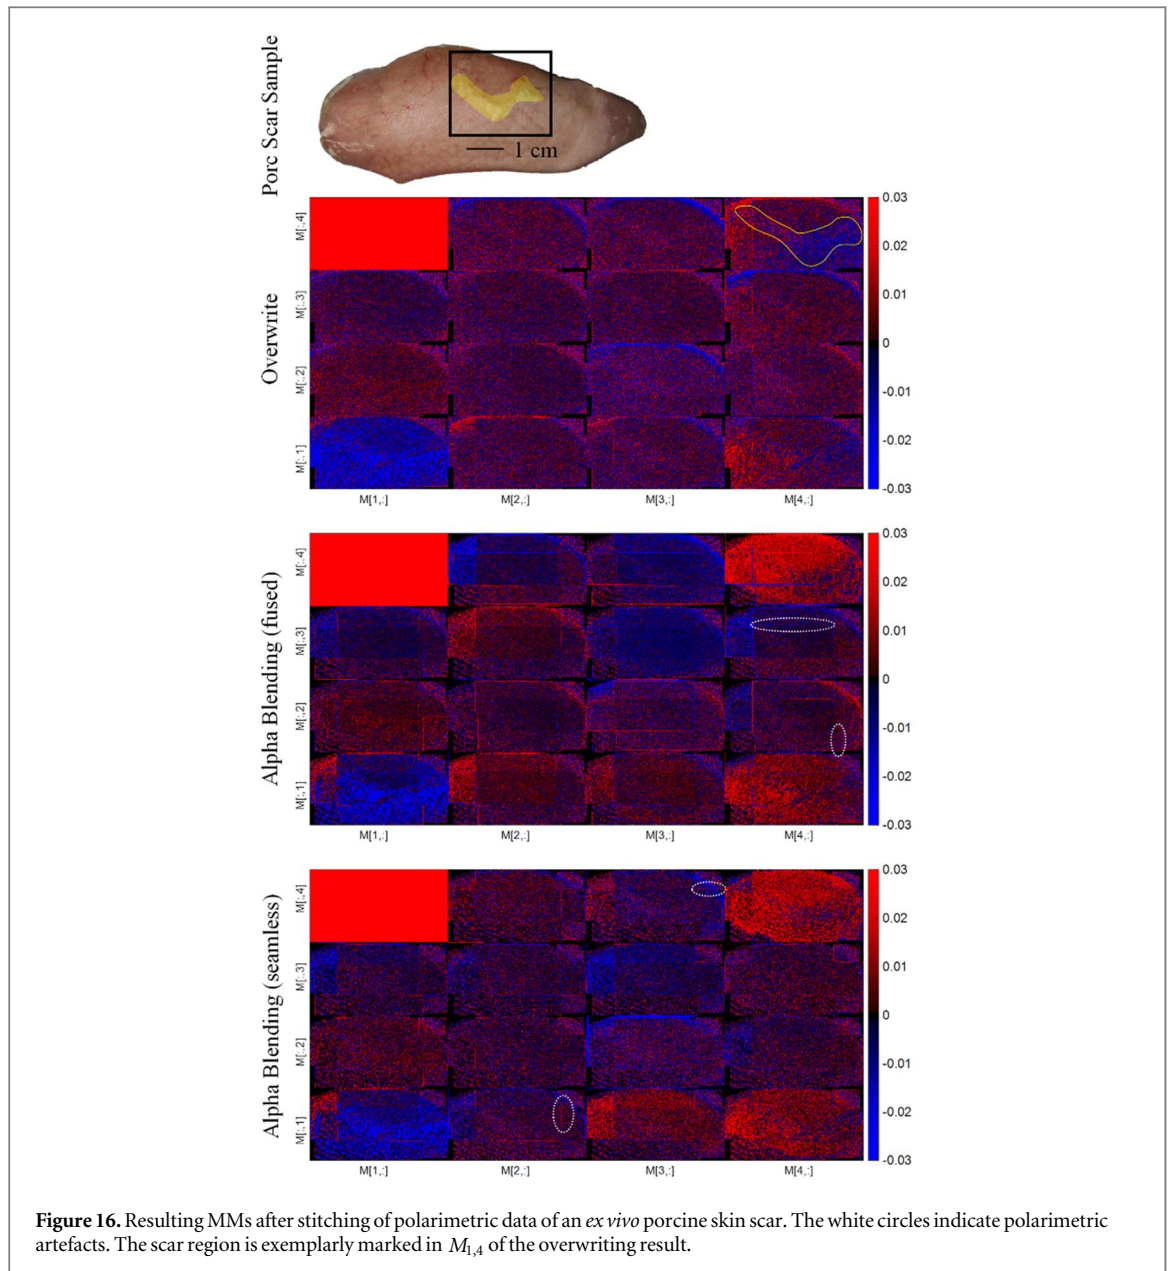 Porc Scar Sample
1 cm
Overwrite
M[:,4]
M[:,3]
M[:,2]
M[:,1]
M[1,:]
M[2,:]
M[3,:]
M[4,:]
0.03
0.02
0.01
0
-0.01
-0.02
-0.03
Alpha Blending (fused)
M[:,4]
M[:,3]
M[:,2]
M[:,1]
M[1,:]
M[2,:]
M[3,:]
M[4,:]
0.03
0.02
0.01
0
-0.01
-0.02
-0.03
Alpha Blending (seamless)
M[:,4]
M[:,3]
M[:,2]
M[:,1]
M[1,:]
M[2,:]
M[3,:]
M[4,:]
0.03
0.02
0.01
0
-0.01
-0.02
-0.03
Figure 16. Resulting MMs after stitching of polarimetric data of an ex vivo porcine skin scar. The white circles indicate polarimetric
artefacts. The scar region is exemplarly marked in M1,4 of the overwriting result.